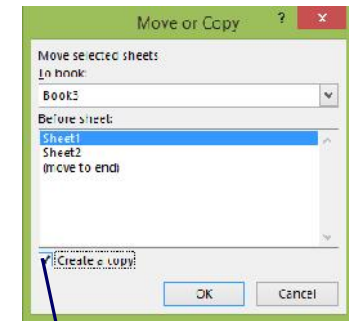 Move or Copy ?
Move selected sheets
To book:
Book3
Before sheet:
Sheet1
Sheet2
(move to end)
Create a copy
OK Cancel